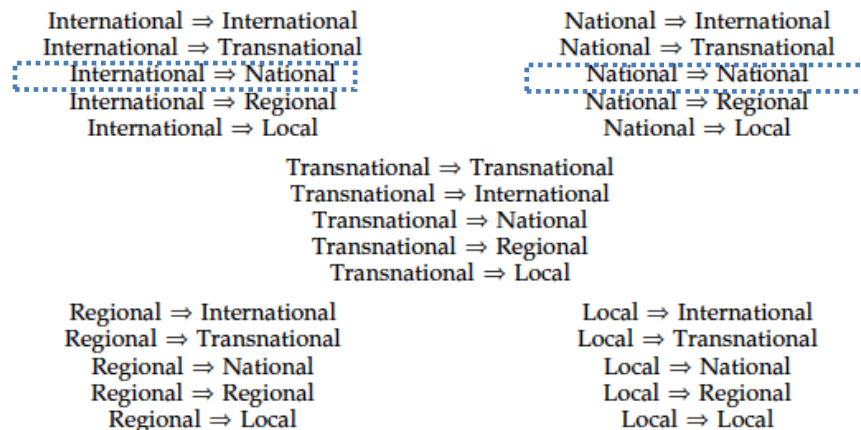 International ⇒ International
International ⇒ Transnational
International ⇒ National
International ⇒ Regional
International ⇒ Local
National ⇒ International
National ⇒ Transnational
National ⇒ National
National ⇒ Regional
National ⇒ Local
Transnational ⇒ Transnational
Transnational ⇒ International
Transnational ⇒ National
Transnational ⇒ Regional
Transnational ⇒ Local
Regional ⇒ International
Regional ⇒ Transnational
Regional ⇒ National
Regional ⇒ Regional
Regional ⇒ Local
Local ⇒ International
Local ⇒ Transnational
Local ⇒ National
Local ⇒ Regional
Local ⇒ Local